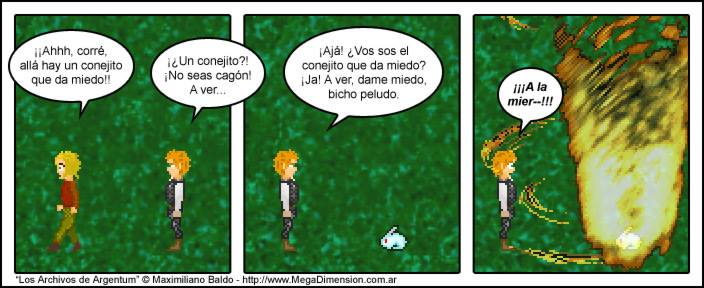 ¡¡Ahhh, corré,
allá hay un conejito
que da miedo!!
¡¿Un conejito?!
¡No seas cagón!
A ver...
¡Ajá! ¿Vos sos el
conejito que da miedo?
¡Ja! A ver, dame miedo,
bicho peludo.
¡¡¡A la
mier--!!!
"Los Archivos de Argentum" © Maximiliano Baldo - http://www.MegaDimension.com.ar